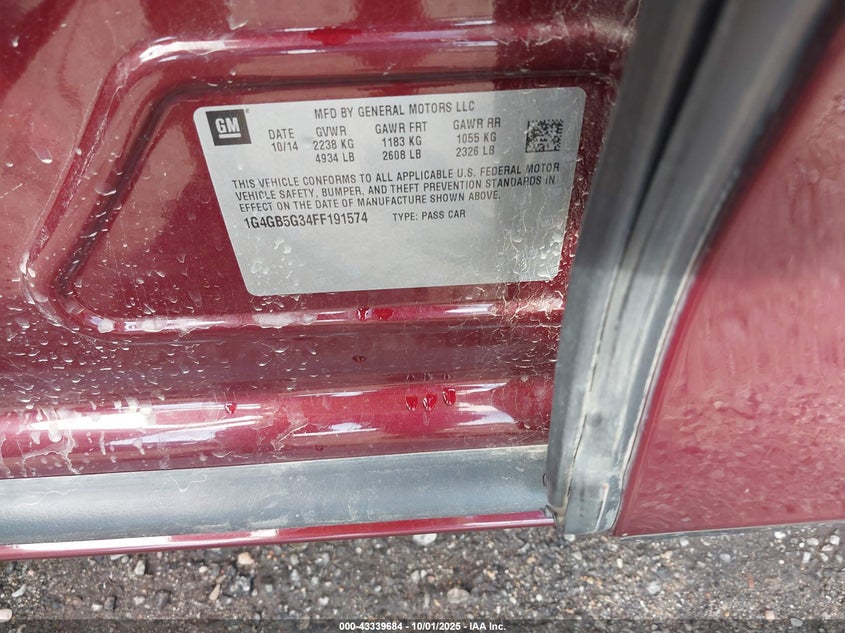 GM
MFD BY GENERAL MOTORS LLC
DATE GVWR GAWR FRT GAWR RR
10/14 2238 KG 1183 KG 1055 KG
4934 LB 2608 LB 2326 LB
THIS VEHICLE CONFORMS TO ALL APPLICABLE U.S. FEDERAL MOTOR
VEHICLE SAFETY, BUMPER, AND THEFT PREVENTION STANDARDS IN
EFFECT ON THE DATE OF MANUFACTURE SHOWN ABOVE.
1G4GB5G34FF191574 TYPE: PASS CAR
000-43339684 - 10/01/2025 - IAA Inc.